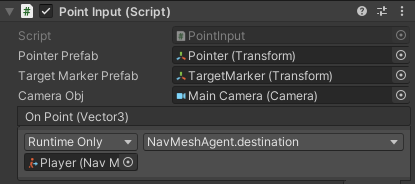 Point Input (Script)
Script PointInput
Pointer Prefab Pointer (Transform)
Target Marker Prefab TargetMarker (Transform)
Camera Obj Main Camera (Camera)
On Point (Vector3)
Runtime Only NavMeshAgent.destination
Player (Nav M